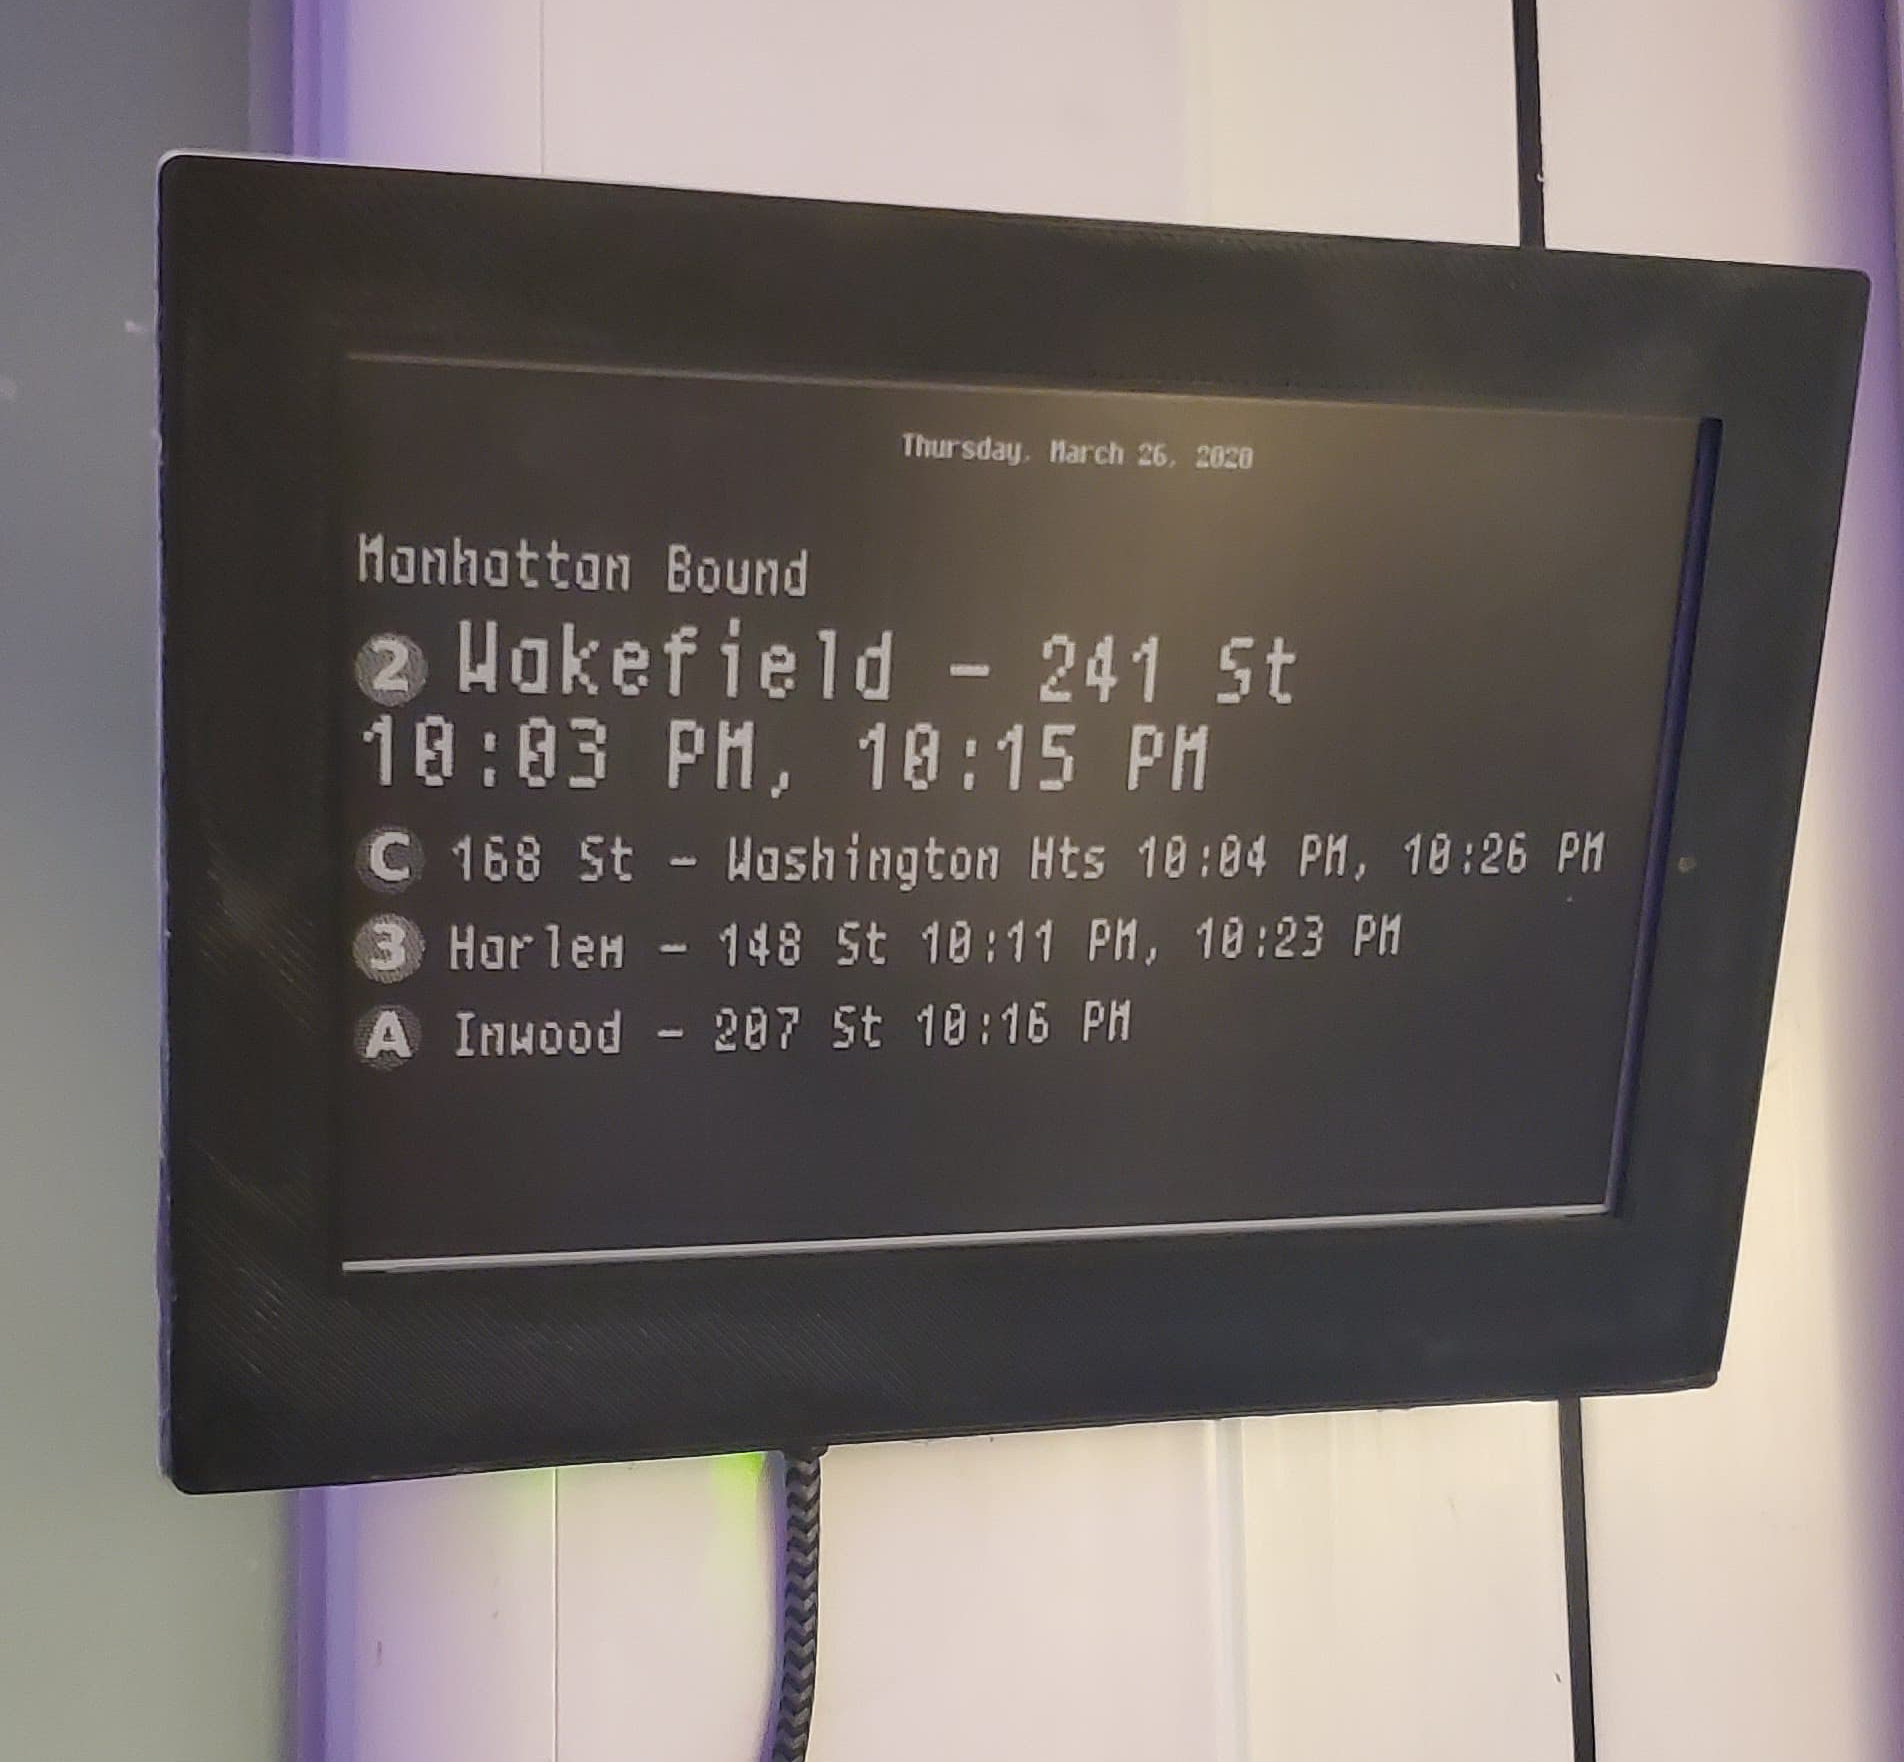 Thursday, March 26, 2020
Manhattan Bound
2 Wakefield - 241 St
10:03 PM, 10:15 PM
C 168 St - Washington Hts 10:04 PM, 10:26 PM
3 Harlem - 148 St 10:11 PM, 10:23 PM
A Inwood - 207 St 10:16 PM